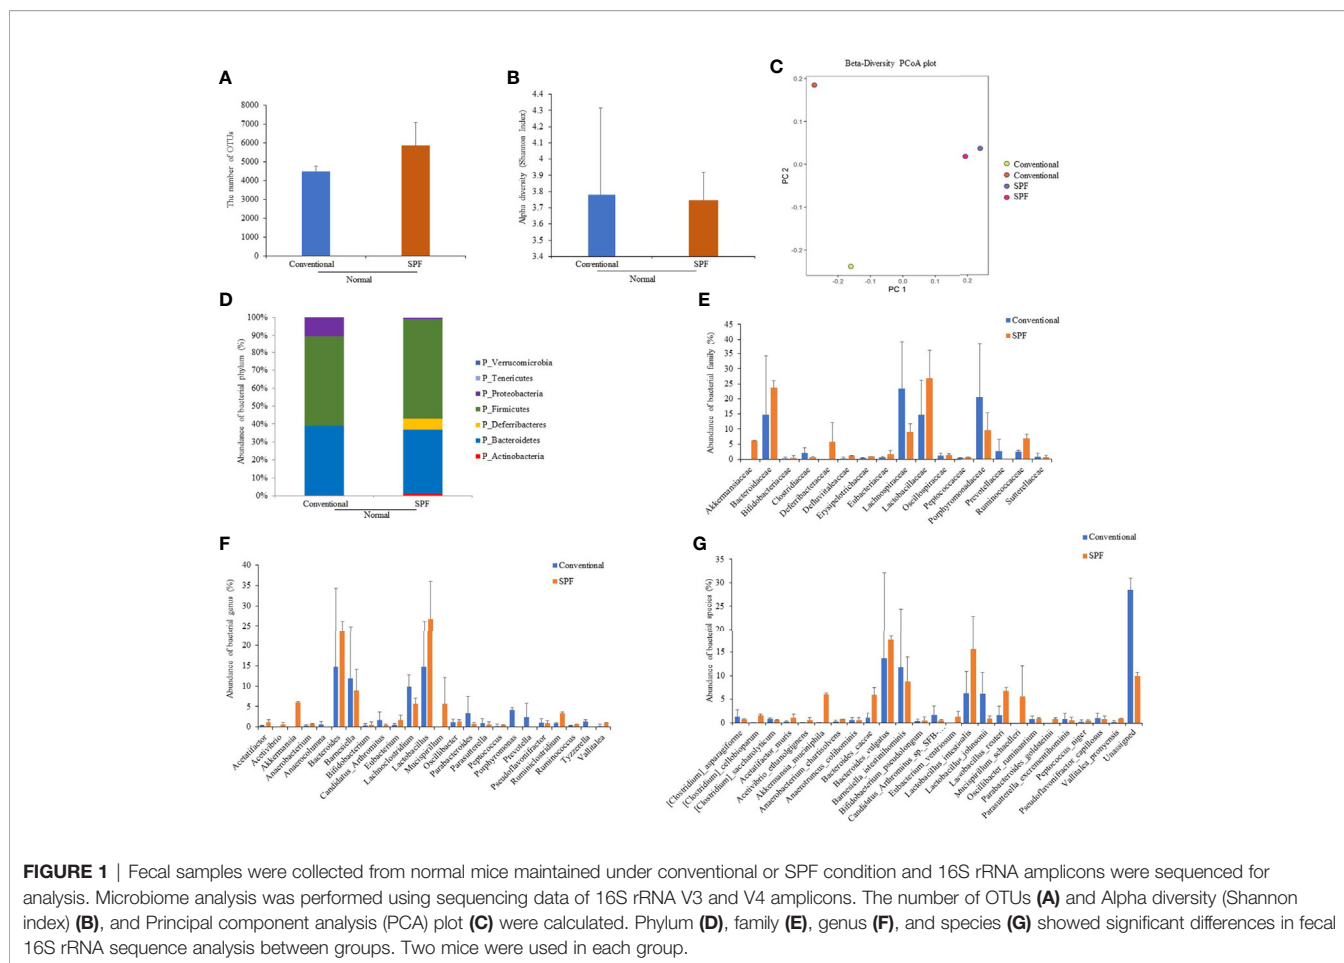 A
The number of OTUs
8000
7000
6000
5000
4000
3000
2000
1000
0
Conventional
SPF
Normal
B
Alpha diversity (Shannon Index)
4.4
4.3
4.2
4.1
4
3.9
3.8
3.7
3.6
3.5
3.4
Conventional
SPF
Normal
C
Beta-Diversity PCoA plot
PC 2
0.2
0.1
0.0
-0.1
-0.2
-0.2
-0.1
0.0
0.1
0.2
PC 1
Conventional
Conventional
SPF
SPF
D
Abundance of bacterial phylum (%)
100%
90%
80%
70%
60%
50%
40%
30%
20%
10%
0%
Conventional
SPF
Normal
P_Verrucomicrobia
P_Tenericutes
P_Proteobacteria
P_Firmicutes
P_Deferribacteres
P_Bacteroidetes
P_Actinobacteria
E
Abundance of bacterial family (%)
45
40
35
30
25
20
15
10
5
0
Conventional
SPF
Akkermansiaceae
Bacteroidaceae
Bifidobacteriaceae
Clostridiaceae
Deferribacteraceae
Defluviitaleaceae
Erysipelotrichaceae
Eubacteriaceae
Lachnospiraceae
Lactobacillaceae
Oscillospiraceae
Peptococcaceae
Porphyromonadaceae
Prevotellaceae
Ruminococcaceae
Sutterellaceae
F
Abundance of bacterial genus (%)
40
35
30
25
20
15
10
5
0
Conventional
SPF
Acetatifactor
Acetivibrio
Akkermansia
Anaerobacterium
Anaerocolumna
Bacteroides
Barnesiella
Bifidobacterium
Candidatus_Arthromitus
Eubacterium
Lachnoclostridium
Lactobacillus
Mucispirillum
Oscillibacter
Parabacteroides
Parasutterella
Peptococcus
Porphyromonas
Prevotella
Pseudoflavonifractor
Ruminiclostridium
Ruminococcus
Tyzzerella
Vallitalea
G
Abundance of bacterial species (%)
35
30
25
20
15
10
5
0
Conventional
SPF
[Clostridium]_asparagiforme
[Clostridium]_cellobioparum
[Clostridium]_saccharolyticum
Acetatifactor_muris
Acetivibrio_ethanolgignens
Akkermansia_muciniphila
Anaerobacterium_chartisolvens
Anaerotruncus_colihominis
Bacteroides_caecae
Bacteroides_vulgatus
Barnesiella_intestinihominis
Bifidobacterium_pseudolongum
Candidatus_Arthromitus_sp._SFB-…
Eubacterium_ventriosum
Lactobacillus_intestinalis
Lactobacillus_johnsonii
Lactobacillus_reuteri
Mucispirillum_schaedleri
Oscillibacter_ruminantium
Parabacteroides_goldsteinii
Parasutterella_excrementihominis
Peptococcus_niger
Pseudoflavonifractor_capillosus
Vallitalea_pronyensis
Unassigned
FIGURE 1 | Fecal samples were collected from normal mice maintained under conventional or SPF condition and 16S rRNA amplicons were sequenced for
analysis. Microbiome analysis was performed using sequencing data of 16S rRNA V3 and V4 amplicons. The number of OTUs (A) and Alpha diversity (Shannon
index) (B), and Principal component analysis (PCA) plot (C) were calculated. Phylum (D), family (E), genus (F), and species (G) showed significant differences in fecal
16S rRNA sequence analysis between groups. Two mice were used in each group.